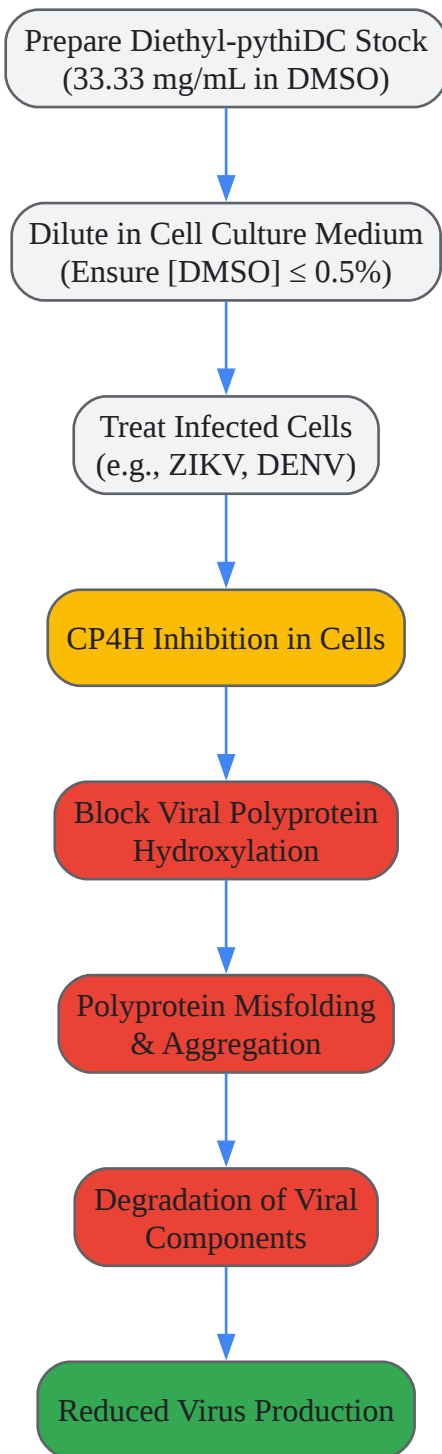 Prepare Diethyl-pythiDC Stock
(33.33 mg/mL in DMSO)
Dilute in Cell Culture Medium
(Ensure [DMSO] ≤ 0.5%)
Treat Infected Cells
(e.g., ZIKV, DENV)
CP4H Inhibition in Cells
Block Viral Polyprotein
Hydroxylation
Polyprotein Misfolding
& Aggregation
Degradation of Viral
Components
Reduced Virus Production